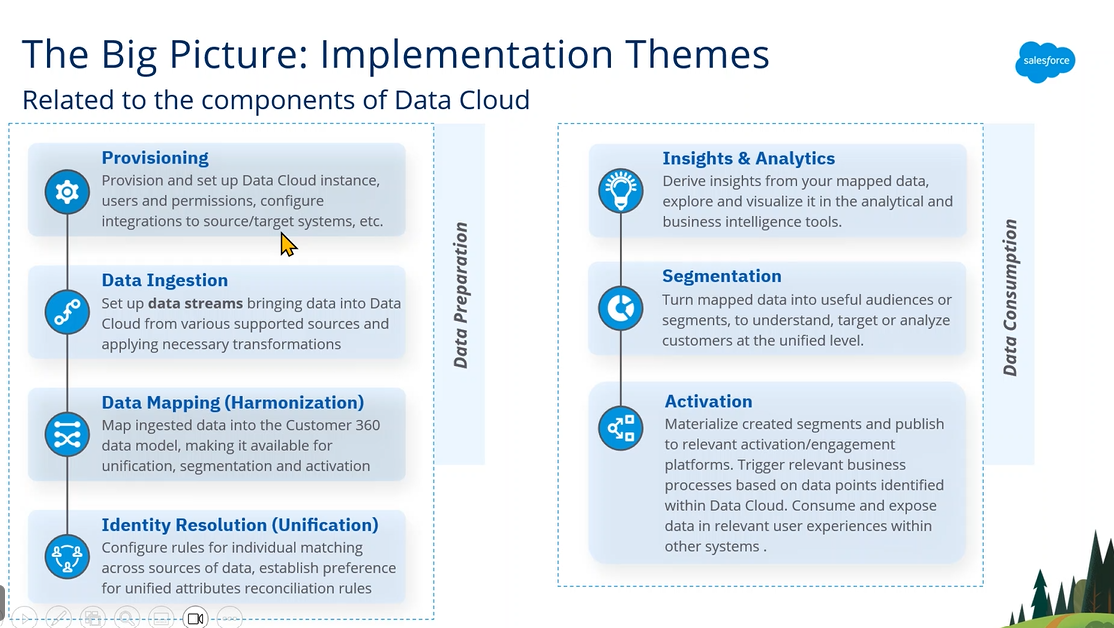 The Big Picture: Implementation Themes
Related to the components of Data Cloud
salesforce
Provisioning
Provision and set up Data Cloud instance,
users and permissions, configure
integrations to source/target systems, etc.
Data Ingestion
Set up data streams bringing data into Data
Cloud from various supported sources and
applying necessary transformations
Data Mapping (Harmonization)
Map ingested data into the Customer 360
data model, making it available for
unification, segmentation and activation
Identity Resolution (Unification)
Configure rules for individual matching
across sources of data, establish preference
for unified attributes reconciliation rules
Data Preparation
Insights & Analytics
Derive insights from your mapped data,
explore and visualize it in the analytical and
business intelligence tools.
Segmentation
Turn mapped data into useful audiences or
segments, to understand, target or analyze
customers at the unified level.
Activation
Materialize created segments and publish
to relevant activation/engagement
platforms. Trigger relevant business
processes based on data points identified
within Data Cloud. Consume and expose
data in relevant user experiences within
other systems .
Data Consumption